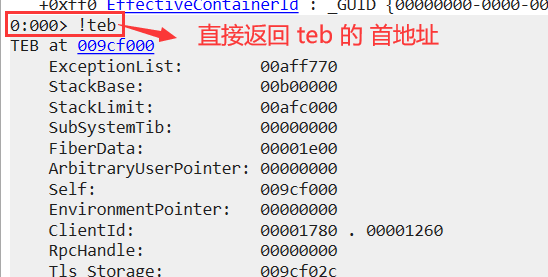 +0xff0 EffectiveContainerId : _GUID {00000000-0000-00
0:000> !teb
直接返回 teb 的 首地址
TEB at 009cf000
ExceptionList: 00aff770
StackBase: 00b00000
StackLimit: 00afc000
SubSystemTib: 00000000
FiberData: 00001e00
ArbitraryUserPointer: 00000000
Self: 009cf000
EnvironmentPointer: 00000000
ClientId: 00001780 . 00001260
RpcHandle: 00000000
Tls Storage: 009cf02c